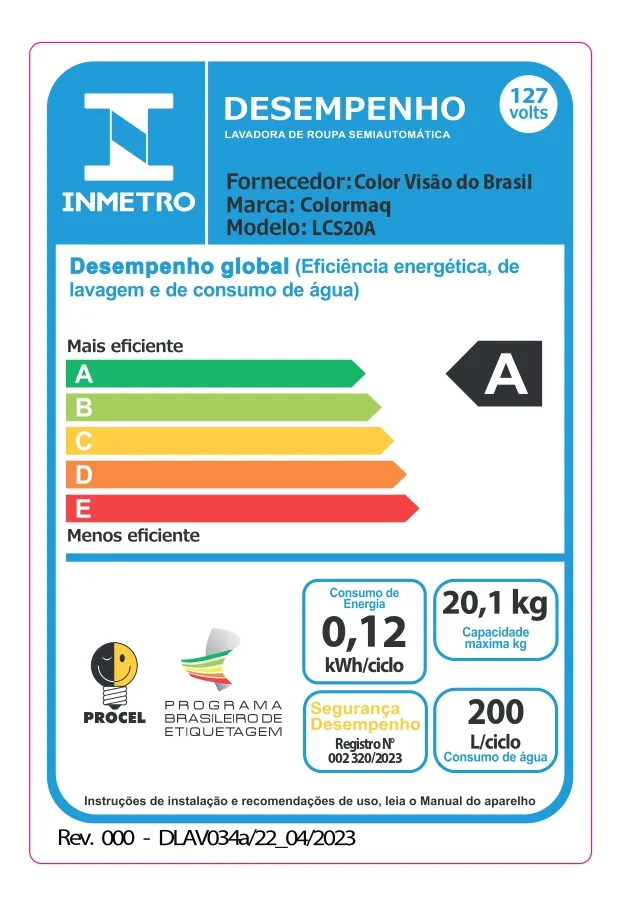 INMETRO
DESEMPENHO
LAVADORA DE ROUPA SEMIAUTOMÁTICA
127
volts
Fornecedor: Color Visão do Brasil
Marca: Colormaq
Modelo: LCS20A
Desempenho global (Eficiência energética, de
lavagem e de consumo de água)
Mais eficiente
A
B
C
D
E
Menos eficiente
A
PROCEL
PROGRAMA
BRASILEIRO DE
ETIQUETAGEM
Consumo de
Energia
0,12
kWh/ciclo
20,1 kg
Capacidade
máxima kg
Segurança
Desempenho
Registro Nº
002 320/2023
200
L/ciclo
Consumo de água
Instruções de instalação e recomendações de uso, leia o Manual do aparelho
Rev. 000 - DLAV034a/22_04/2023